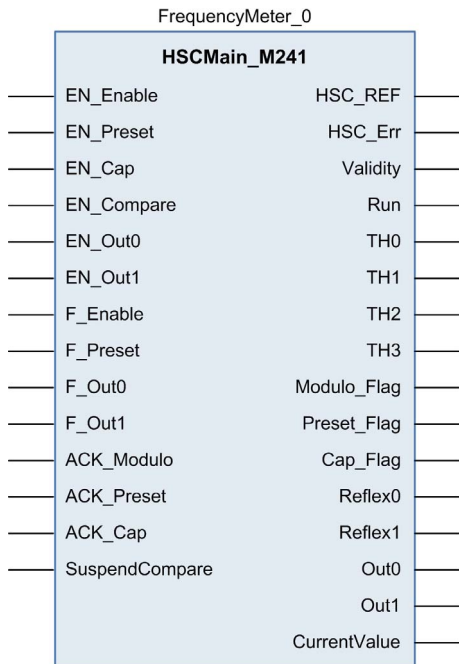 FrequencyMeter_0
HSCMain_M241
EN_Enable HSC_REF
EN_Preset HSC_Err
EN_Cap Validity
EN_Compare Run
EN_Out0 TH0
EN_Out1 TH1
F_Enable TH2
F_Preset TH3
F_Out0 Modulo_Flag
F_Out1 Preset_Flag
ACK_Modulo Cap_Flag
ACK_Preset Reflex0
ACK_Cap Reflex1
SuspendCompare Out0
Out1
CurrentValue